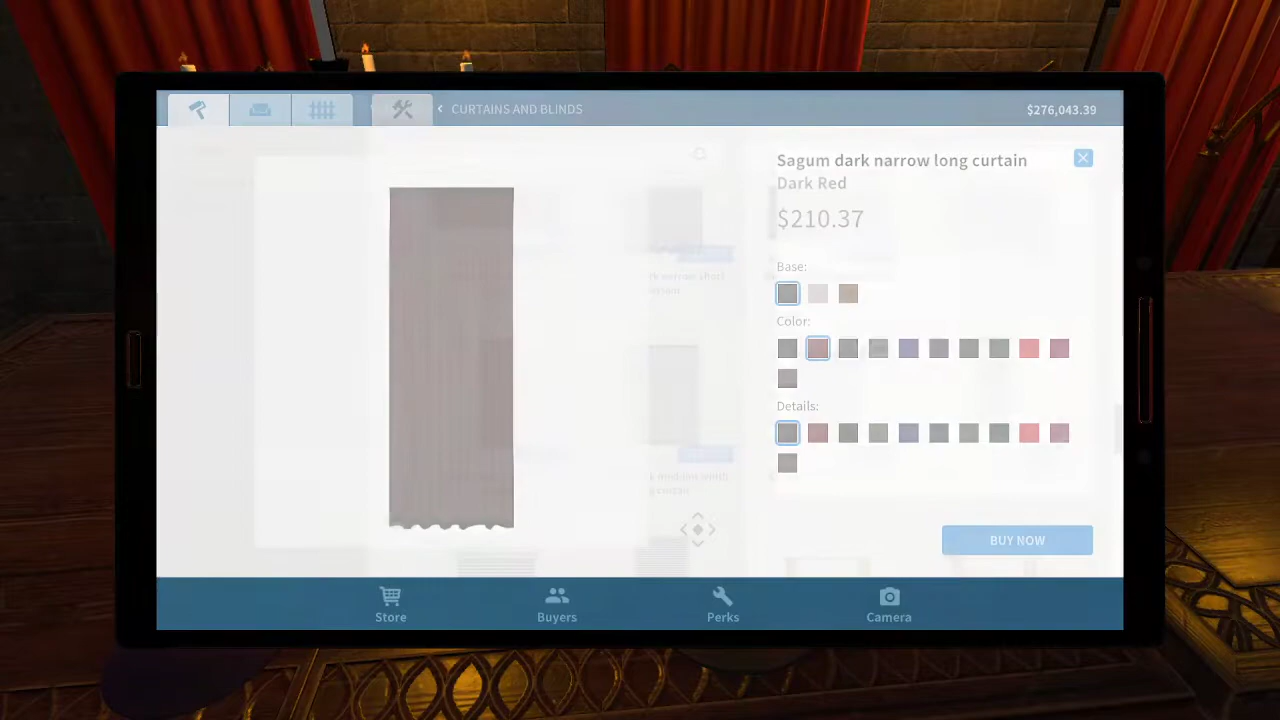 CURTAINS AND BLINDS
$276,043.39
Sagum dark narrow long curtain
Dark Red
$210.37
Base:
Color:
Details:
BUY NOW
Store
Buyers
Perks
Camera